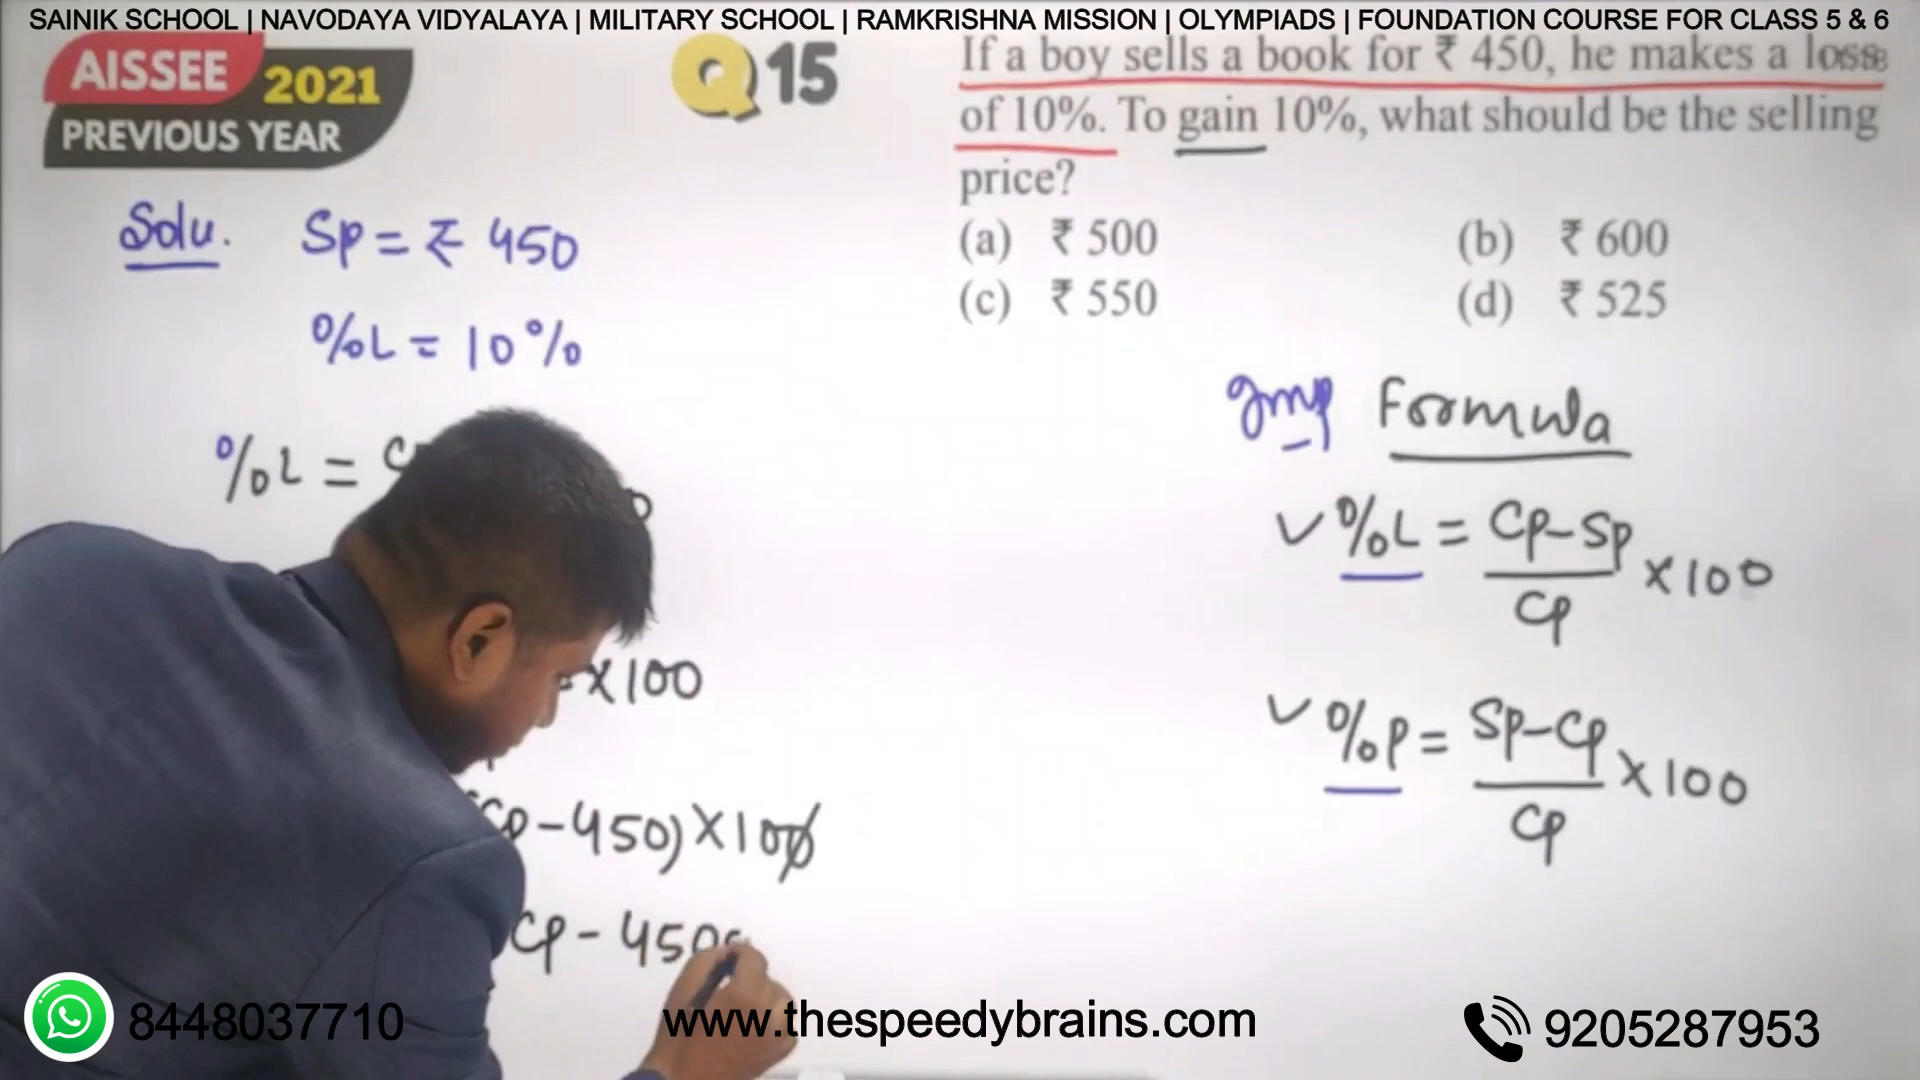 SAINIK SCHOOL | NAVODAYA VIDYALAYA | MILITARY SCHOOL | RAMKRISHNA MISSION | OLYMPIADS | FOUNDATION COURSE FOR CLASS 5 & 6
AISSEE 2021
PREVIOUS YEAR
Q 15
If a boy sells a book for ₹ 450, he makes a loss
of 10%. To gain 10%, what should be the selling
price?
(a) ₹ 500
(b) ₹ 600
(c) ₹ 550
(d) ₹ 525
Solu. Sp = ₹ 450
%L = 10%
%L =
×100
Cp - 450) × 100
Cp - 450
Imp Formula
✓ %L = Cp-Sp
Cp
×100
✓ %P = Sp-Cp
Cp
×100
8448037710
www.thespeedybrains.com
9205287953